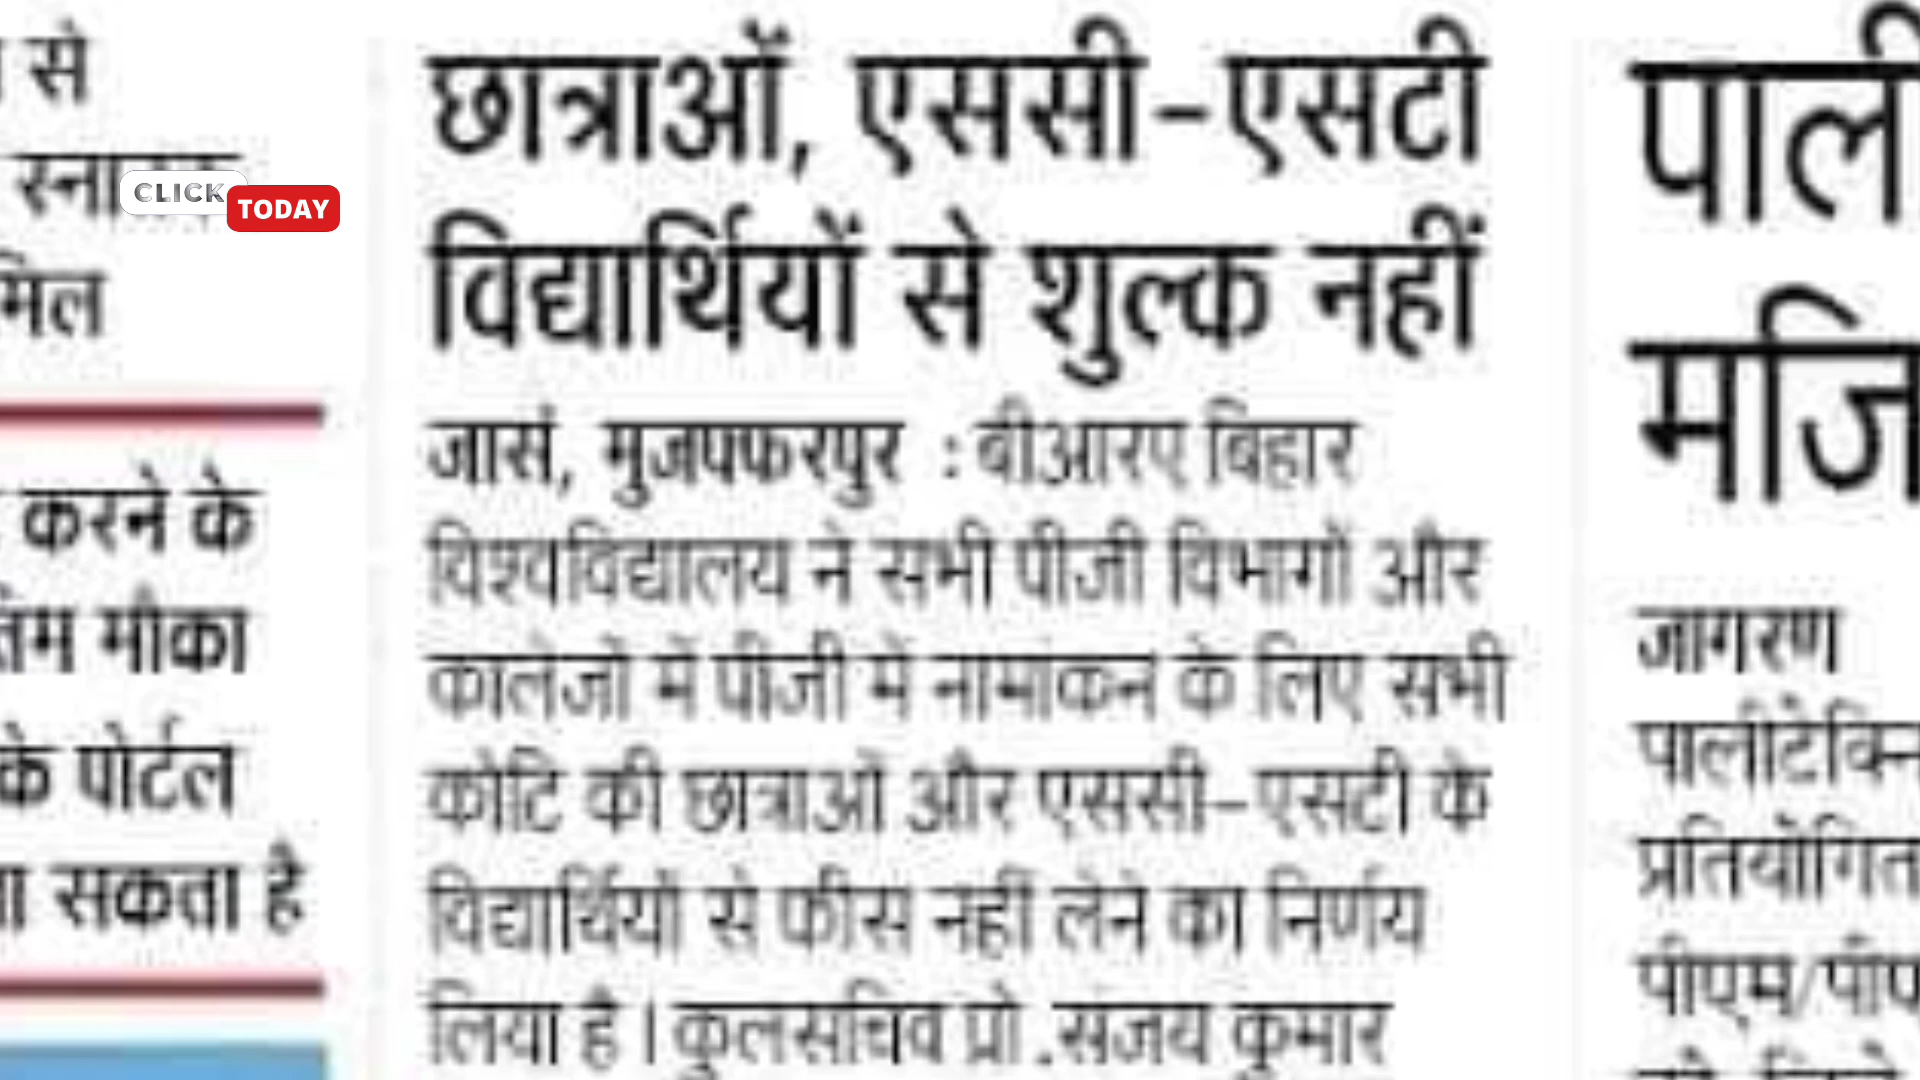 से
स्ना
मिल
करने के
मौका
के पोर्टल
सकता है
CLICK
TODAY
छात्राओं, एससी-एसटी
विद्यार्थियों से शुल्क नहीं
जासं, मुजफ्फरपुर : बीआरए बिहार
विश्वविद्यालय ने सभी पीजी विभागों और
कालेजों में पीजी में नामांकन के लिए सभी
कोटि की छात्राओं और एससी-एसटी के
विद्यार्थियों से फीस नहीं लेने का निर्णय
लिया है। कुलसचिव प्रो .संजय कुमार
पाली
मजि
जागरण
पालीटेक्नि
प्रतियोगित
पीएम/पीए